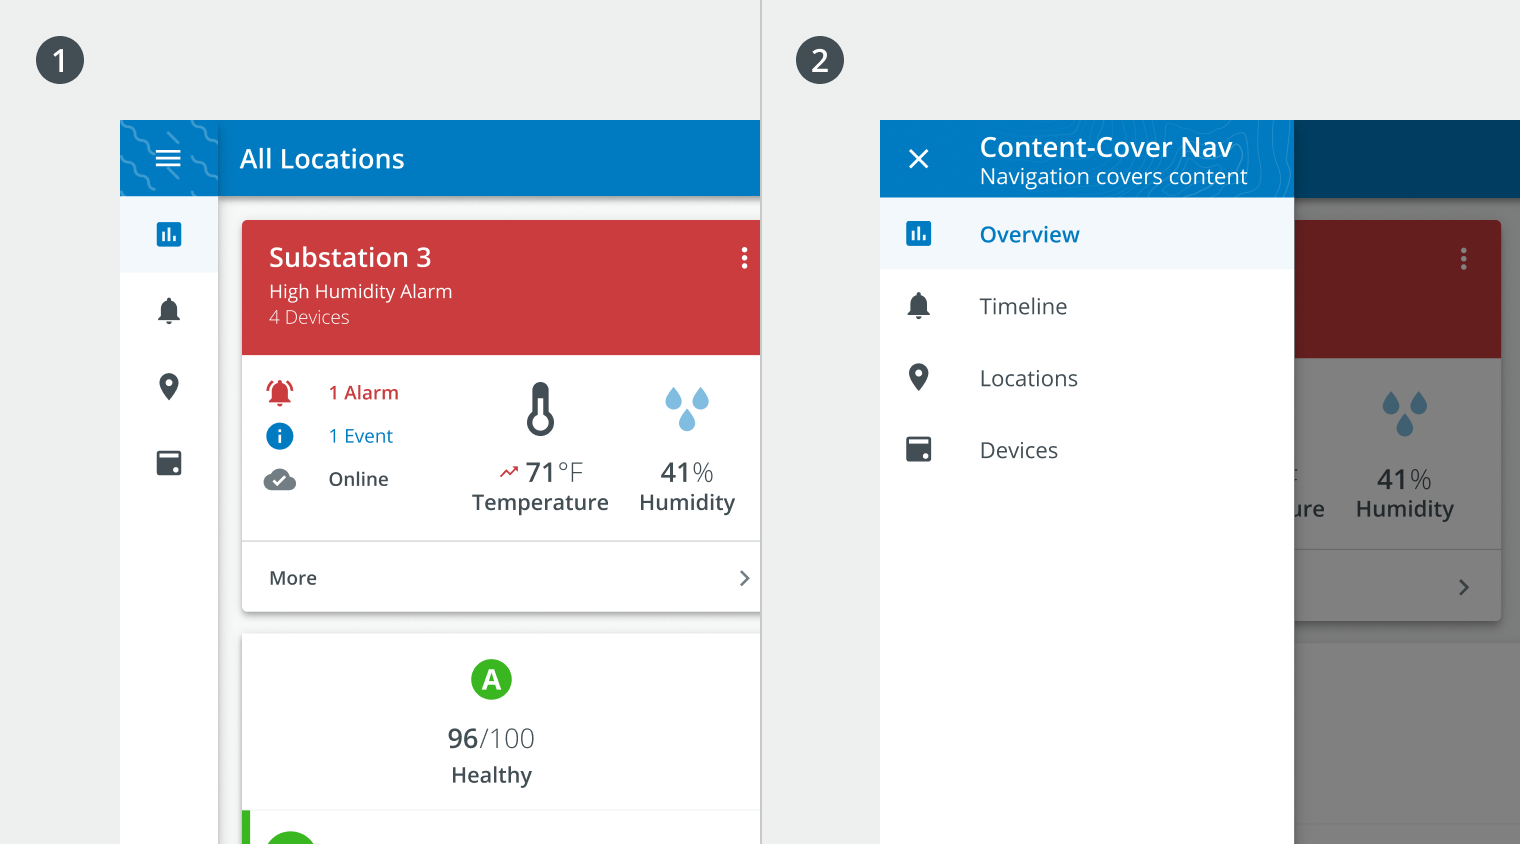 1
All Locations
Substation 3
High Humidity Alarm
4 Devices
1 Alarm
1 Event
Online
71°F
Temperature
41%
Humidity
More
A
96/100
Healthy
2
Content-Cover Nav
Navigation covers content
Overview
Timeline
Locations
Devices
ure
41%
Humidity